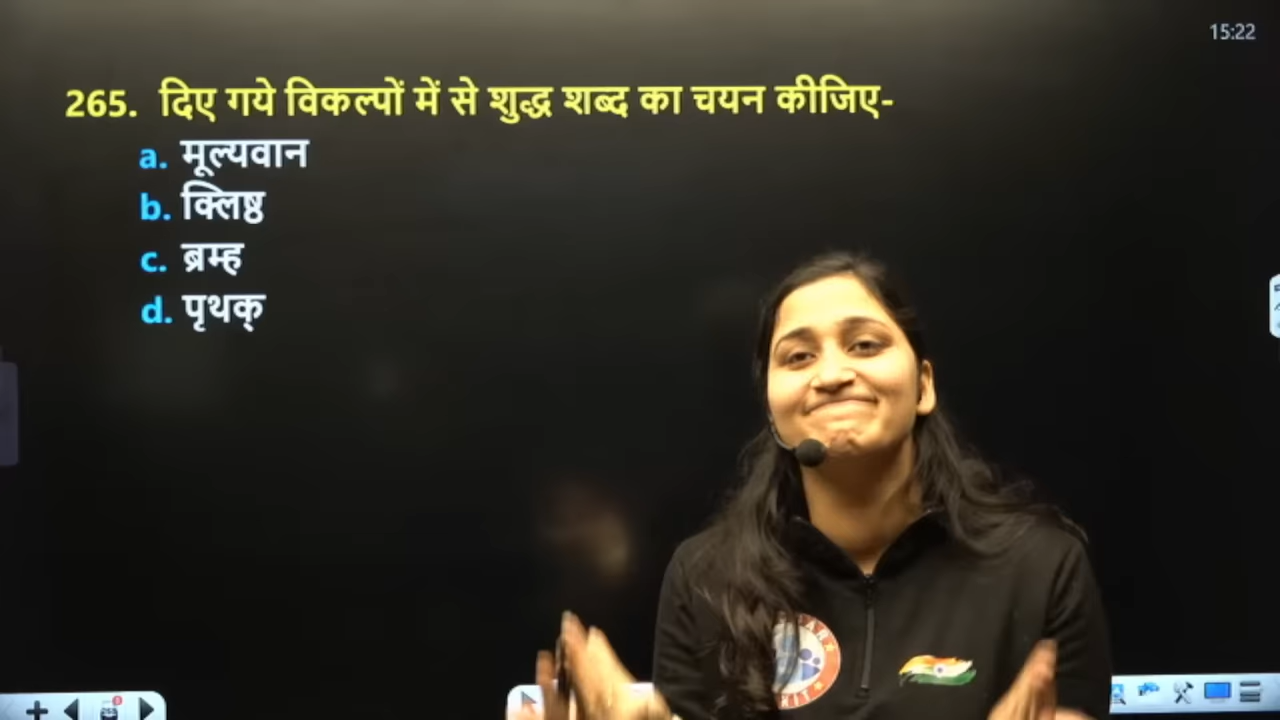 15:22
265. दिए गये विकल्पों में से शुद्ध शब्द का चयन कीजिए-
a. मूल्यवान
b. क्लिष्ठ
c. ब्रम्ह
d. पृथक्